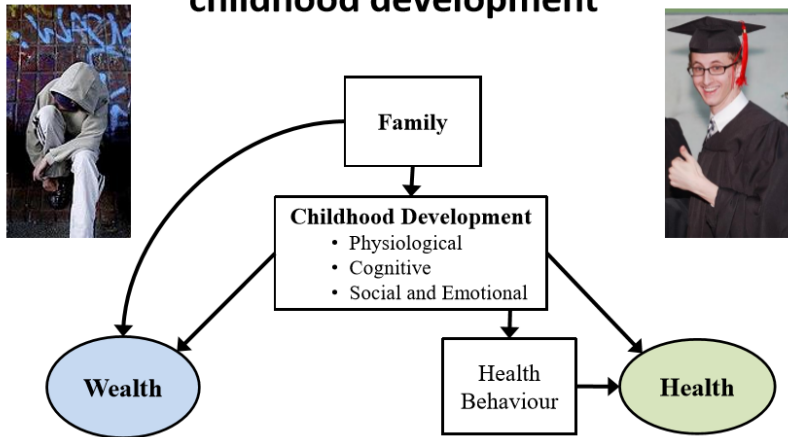 childhood development
Family
Childhood Development
• Physiological
• Cognitive
• Social and Emotional
Wealth
Health
Behaviour
Health